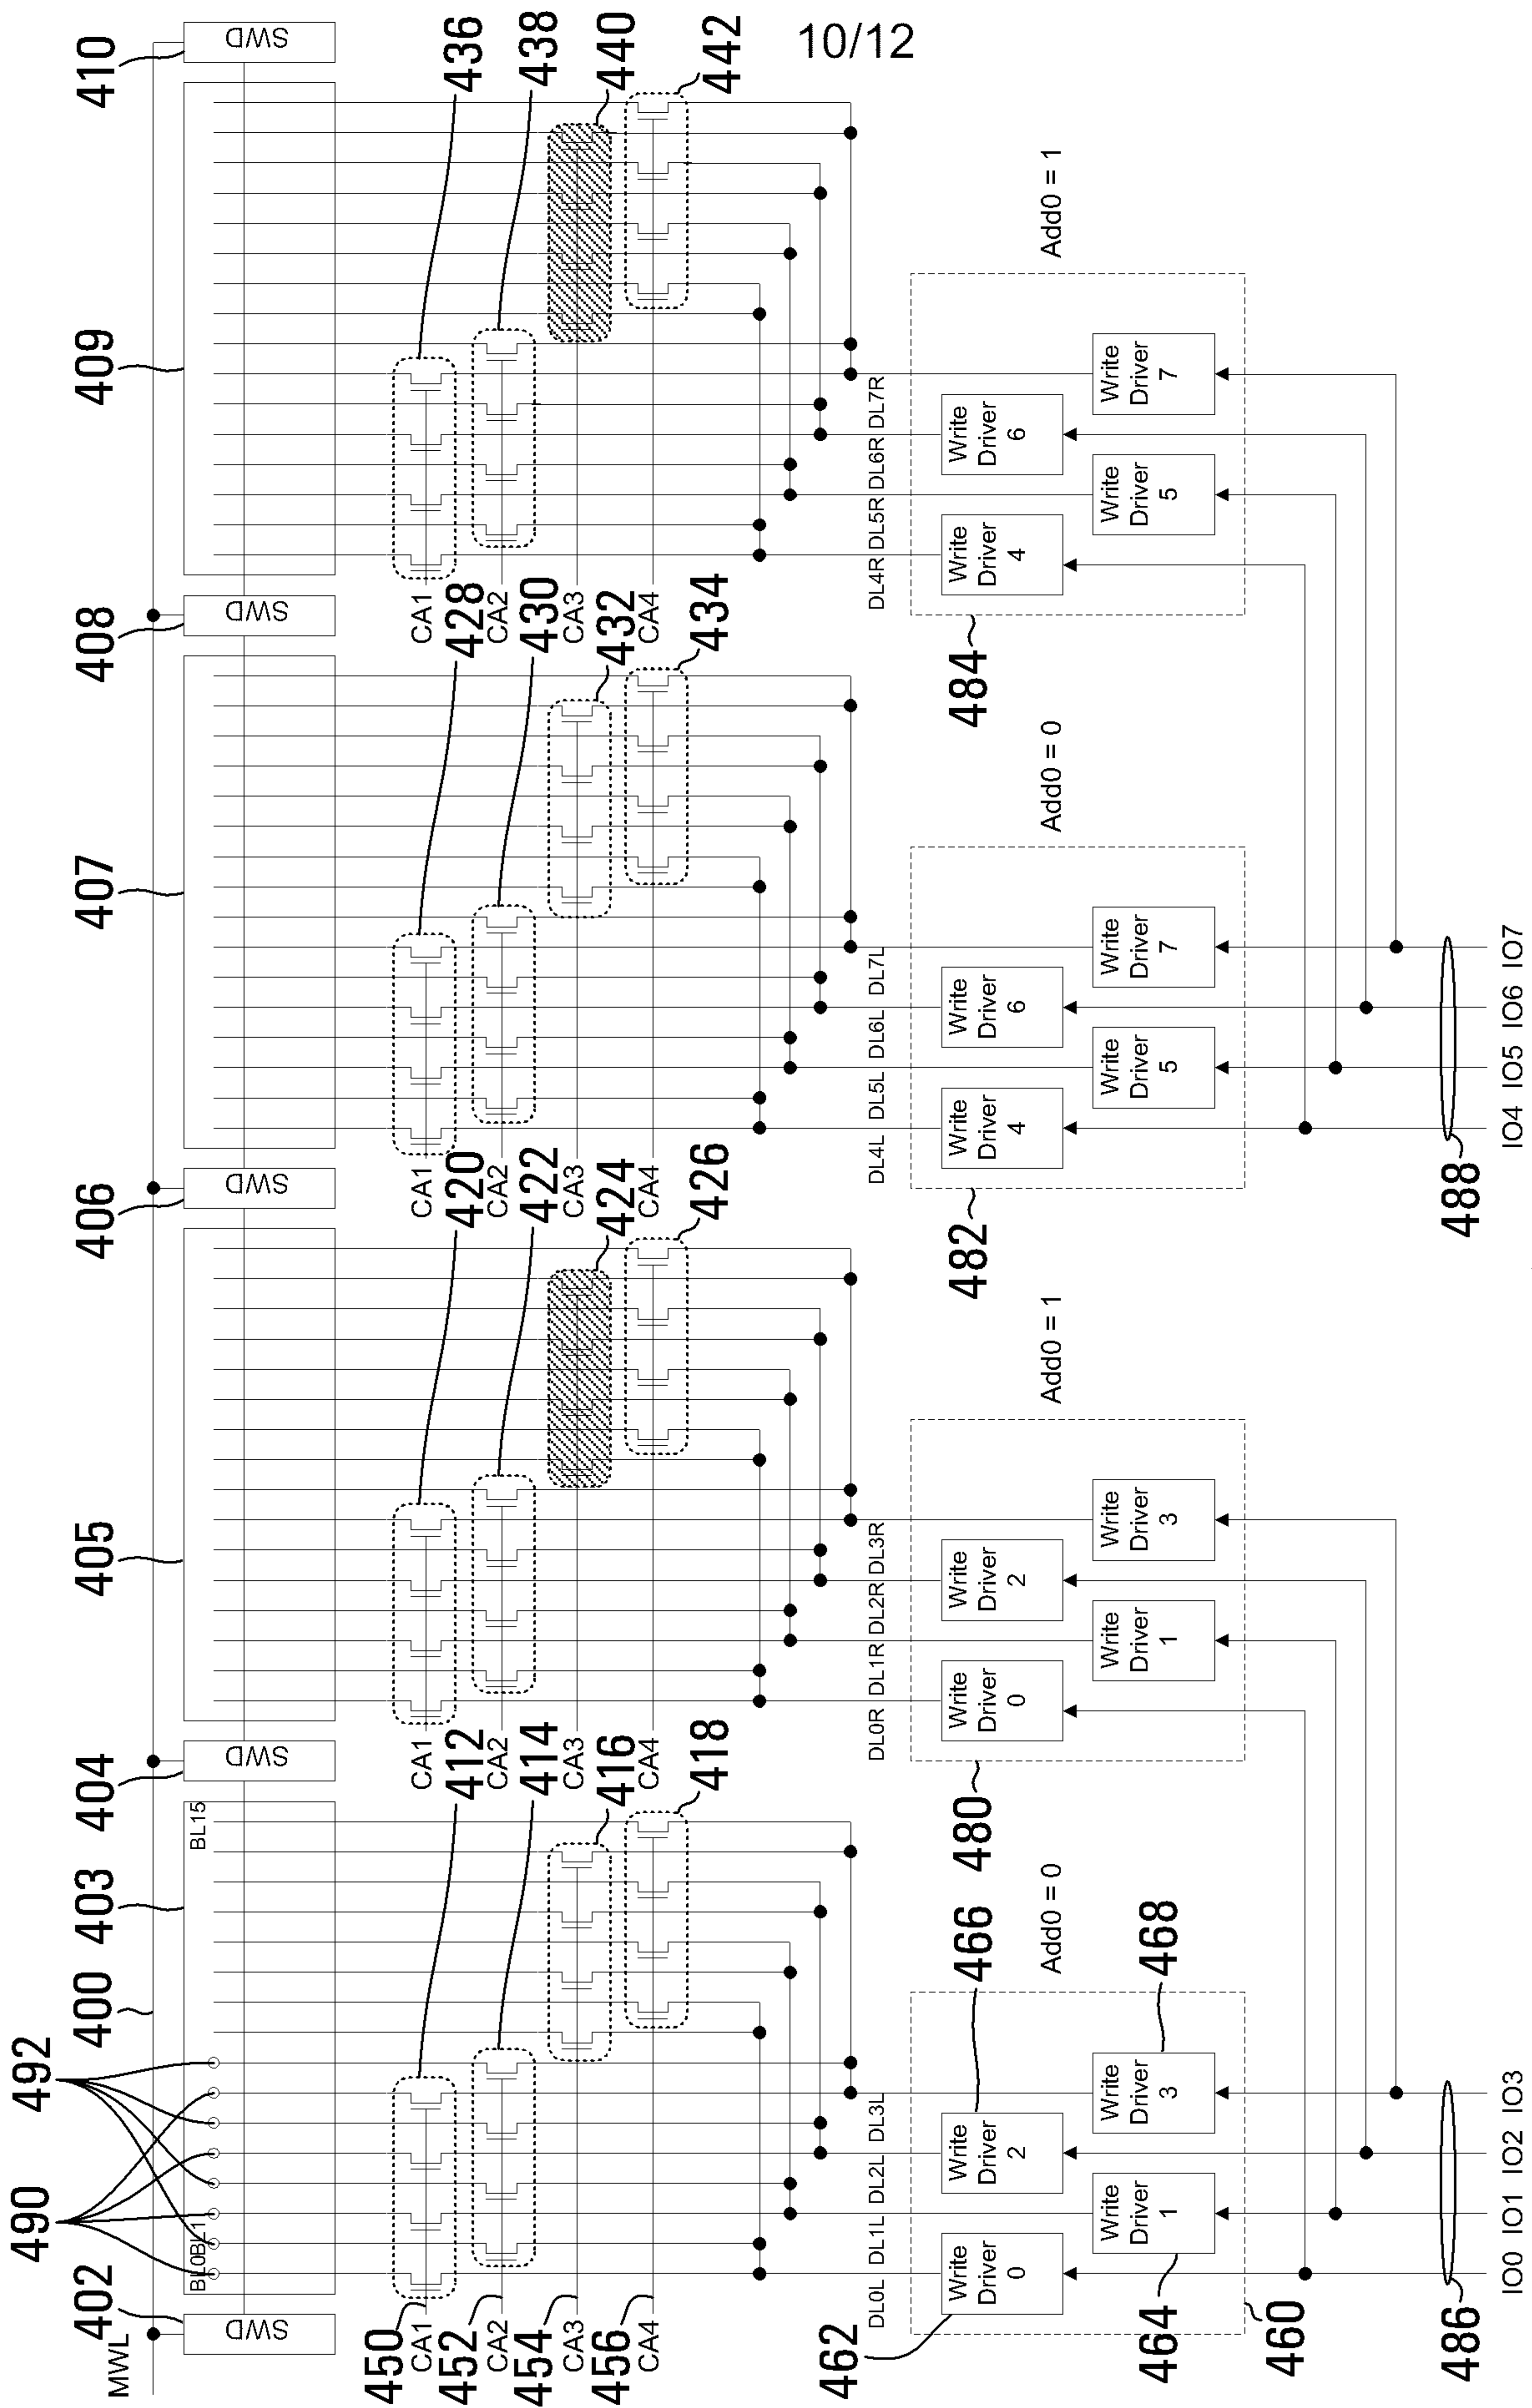 10/12
490
492
402
400
403
404
405
406
407
408
409
410
MWL
BL0
BL1
BL15
SWD
SWD
SWD
SWD
SWD
450
CA1
452
CA2
454
CA3
456
CA4
412
414
416
418
CA1
CA2
CA3
CA4
420
422
424
426
CA1
CA2
CA3
CA4
428
430
432
434
CA1
CA2
CA3
CA4
436
438
440
442
DL0L DL1L DL2L DL3L
DL0R DL1R DL2R DL3R
DL4L DL5L DL6L DL7L
DL4R DL5R DL6R DL7R
462
Write
Driver
0
Write
Driver
2
466
Write
Driver
0
Write
Driver
2
Write
Driver
4
Write
Driver
6
Write
Driver
4
Write
Driver
6
480
482
484
Add0 = 0
Add0 = 1
Add0 = 0
Add0 = 1
464
Write
Driver
1
Write
Driver
3
468
Write
Driver
1
Write
Driver
3
Write
Driver
5
Write
Driver
7
Write
Driver
5
Write
Driver
7
460
486
488
IO0 IO1 IO2 IO3
IO4 IO5 IO6 IO7